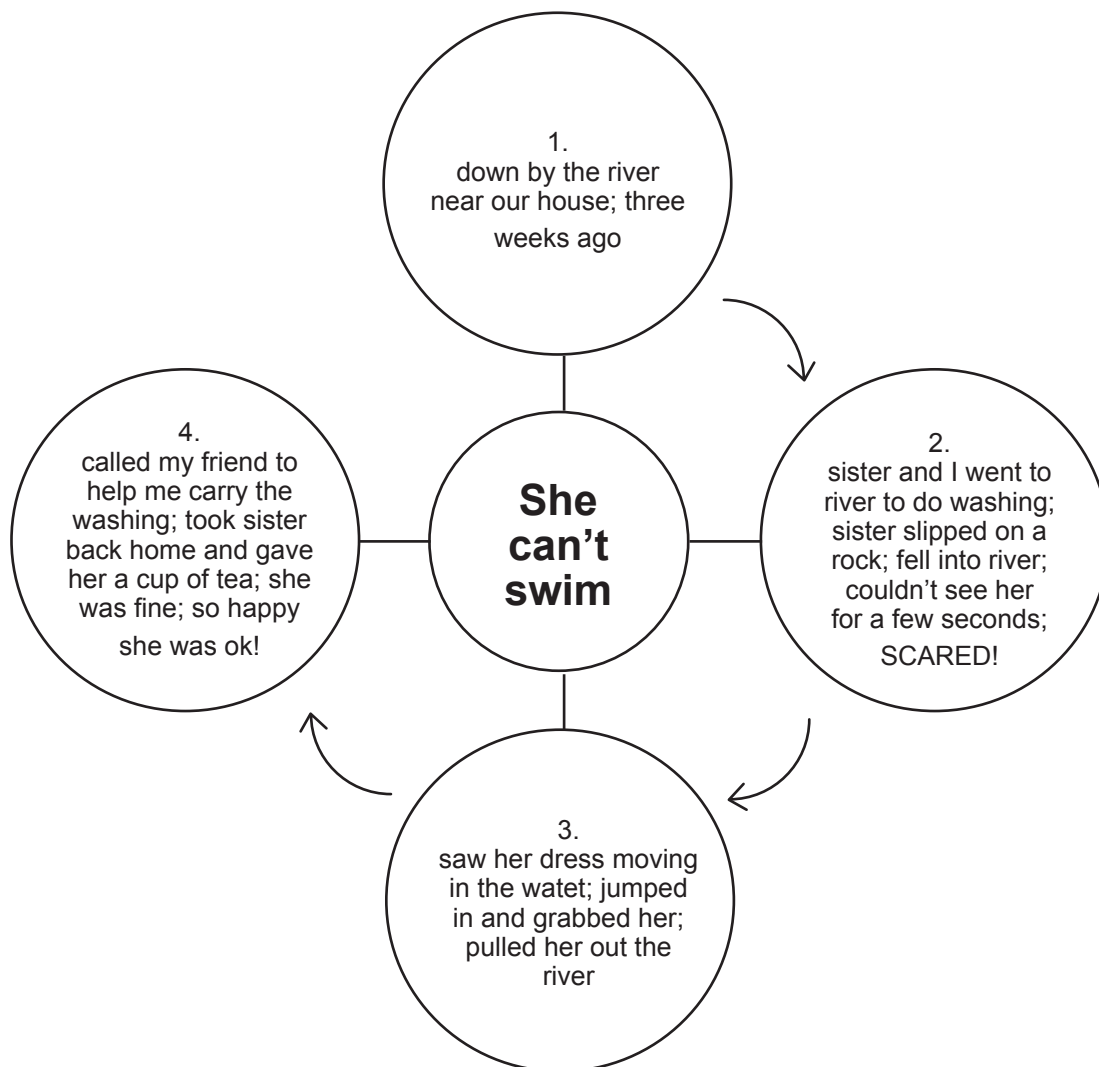 1.
down by the river
near our house; three
weeks ago
2.
sister and I went to
river to do washing;
sister slipped on a
rock; fell into river;
couldn't see her
for a few seconds;
SCARED!
3.
saw her dress moving
in the watet; jumped
in and grabbed her;
pulled her out the
river
4.
called my friend to
help me carry the
washing; took sister
back home and gave
her a cup of tea; she
was fine; so happy
she was ok!
She
can't
swim